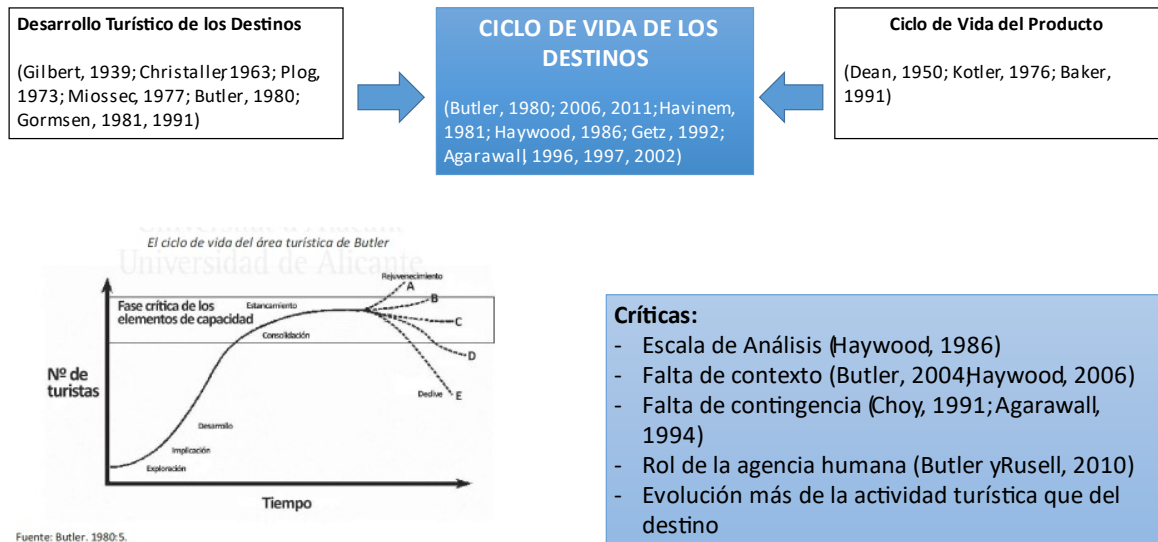 Desarrollo Turístico de los Destinos
(Gilbert, 1939; Christaller 1963; Plog,
1973; Miossec, 1977; Butler, 1980;
Gormsen, 1981, 1991)
CICLO DE VIDA DE LOS
DESTINOS
(Butler, 1980; 2006, 2011; Havinem,
1981; Haywood, 1986; Getz, 1992;
Agarawall, 1996, 1997, 2002)
Ciclo de Vida del Producto
(Dean, 1950; Kotler, 1976; Baker,
1991)
El ciclo de vida del área turística de Butler
Universidad de Alicante
Rejuvenecimiento
A
Fase crítica de los
elementos de capacidad
Estancamiento
B
Consolidación
C
D
Nº de
turistas
Dedive
E
Desarrollo
Implicación
Exploración
Tiempo
Fuente: Butler. 1980:5.
Críticas:
- Escala de Análisis (Haywood, 1986)
- Falta de contexto (Butler, 2004; Haywood, 2006)
- Falta de contingencia (Choy, 1991; Agarawall,
1994)
- Rol de la agencia humana (Butler y Rusell, 2010)
- Evolución más de la actividad turística que del
destino